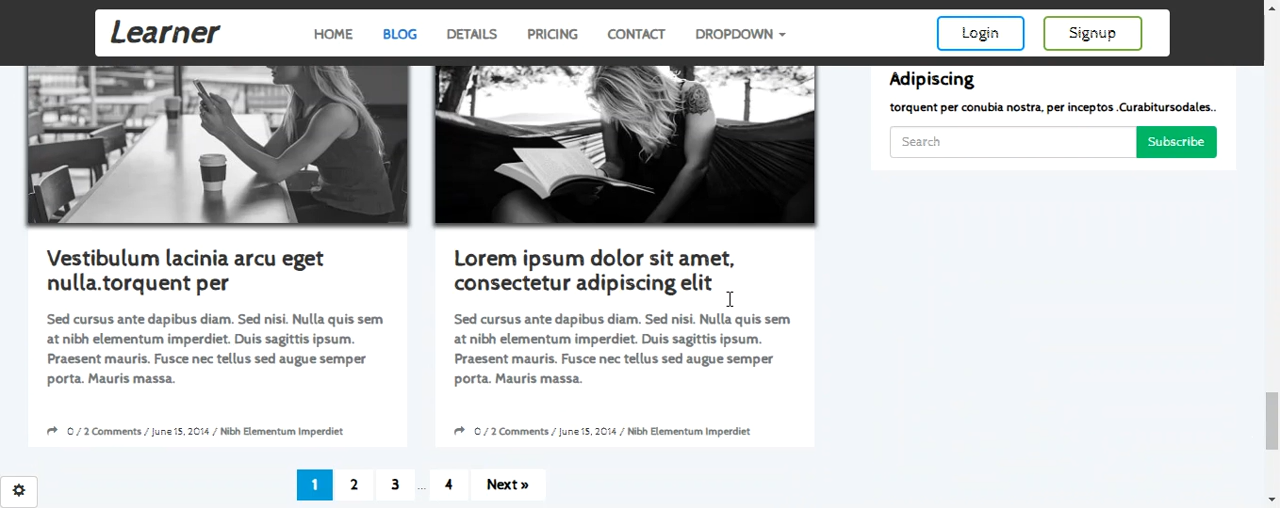 Learner
HOME BLOG DETAILS PRICING CONTACT DROPDOWN
Login
Signup
Adipiscing
torquent per conubia nostra, per inceptos .Curabitursodales..
Search Subscribe
Vestibulum lacinia arcu eget
nulla.torquent per
Sed cursus ante dapibus diam. Sed nisi. Nulla quis sem
at nibh elementum imperdiet. Duis sagittis ipsum.
Praesent mauris. Fusce nec tellus sed augue semper
porta. Mauris massa.
0 / 2 Comments / June 15, 2014 / Nibh Elementum Imperdiet
Lorem ipsum dolor sit amet,
consectetur adipiscing elit
Sed cursus ante dapibus diam. Sed nisi. Nulla quis sem
at nibh elementum imperdiet. Duis sagittis ipsum.
Praesent mauris. Fusce nec tellus sed augue semper
porta. Mauris massa.
0 / 2 Comments / June 15, 2014 / Nibh Elementum Imperdiet
1 2 3 ... 4 Next »